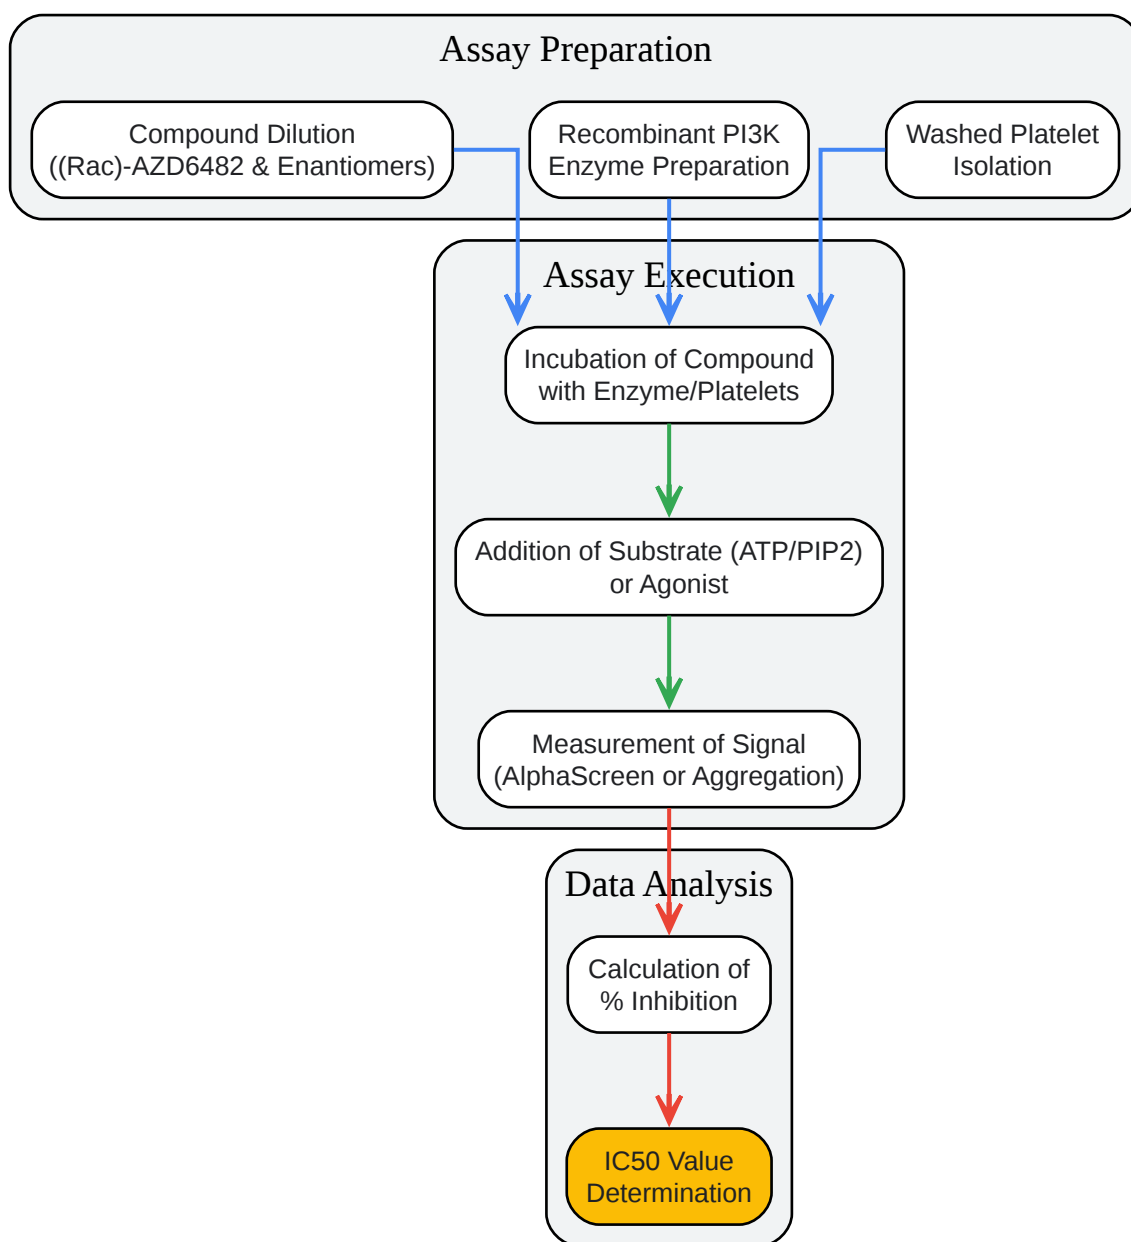 Assay Preparation
Compound Dilution
((Rac)-AZD6482 & Enantiomers)
Recombinant PI3K
Enzyme Preparation
Washed Platelet
Isolation
Assay Execution
Incubation of Compound
with Enzyme/Platelets
Addition of Substrate (ATP/PIP2)
or Agonist
Measurement of Signal
(AlphaScreen or Aggregation)
Data Analysis
Calculation of
% Inhibition
IC50 Value
Determination